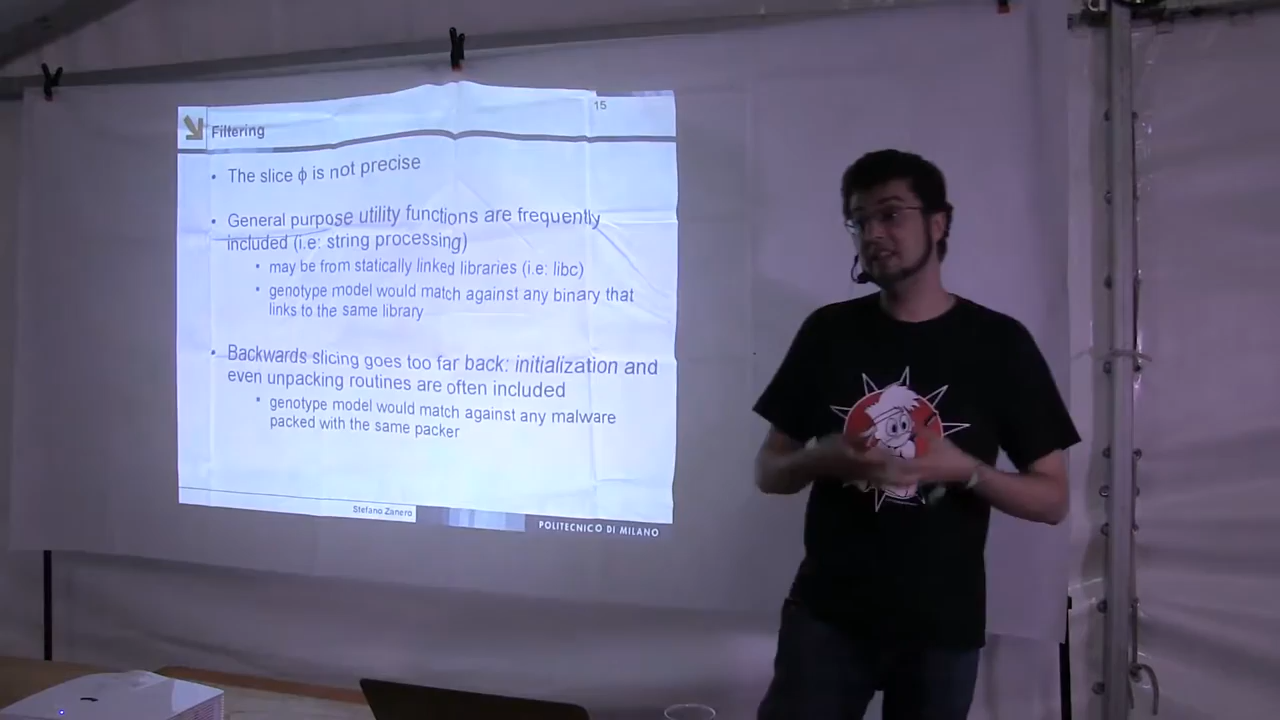 15
Filtering
• The slice ϕ is not precise
• General purpose utility functions are frequently
included (i.e: string processing)
• may be from statically linked libraries (i.e: libc)
• genotype model would match against any binary that
links to the same library
• Backwards slicing goes too far back: initialization and
even unpacking routines are often included
• genotype model would match against any malware
packed with the same packer
Stefano Zanero
POLITECNICO DI MILANO